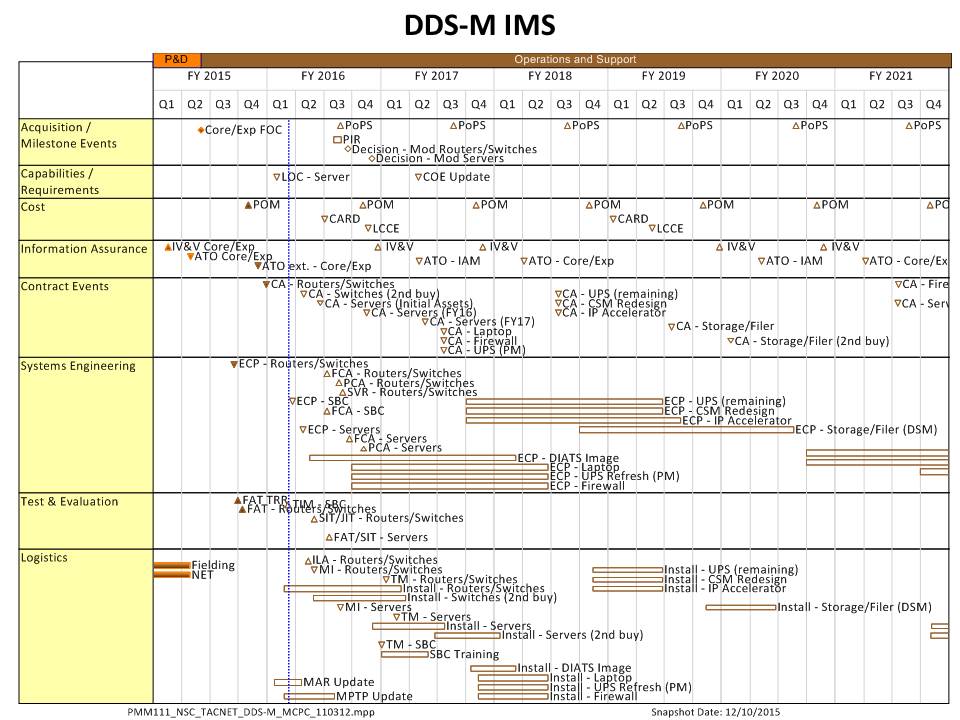 DDS-M IMS
P&D Operations and Support
FY 2015 FY 2016 FY 2017 FY 2018 FY 2019 FY 2020 FY 2021
Q1 Q2 Q3 Q4 Q1 Q2 Q3 Q4 Q1 Q2 Q3 Q4 Q1 Q2 Q3 Q4 Q1 Q2 Q3 Q4 Q1 Q2 Q3 Q4 Q1 Q2 Q3 Q4
Acquisition /
Milestone Events
PoPS PoPS PoPS PoPS PoPS PoPS
Core/Exp FOC
PIR
Decision - Mod Routers/Switches
Decision - Mod Servers
Capabilities /
Requirements
LOC - Server COE Update
Cost
POM POM POM POM POM POM PO
CARD CARD
LCCE LCCE
Information Assurance
IV&V Core/Exp IV&V IV&V IV&V IV&V
ATO Core/Exp ATO - IAM ATO - Core/Exp ATO - IAM ATO - Core/Ex
ATO ext. - Core/Exp
Contract Events
CA - Routers/Switches CA - Fire
CA - Switches (2nd buy) CA - UPS (remaining)
CA - Servers (Initial Assets) CA - CSM Redesign CA - Serv
CA - Servers (FY16) CA - IP Accelerator
CA - Servers (FY17)
CA - Storage/Filer
CA - Laptop
CA - Firewall CA - Storage/Filer (2nd buy)
CA - UPS (PM)
Systems Engineering
ECP - Routers/Switches
FCA - Routers/Switches
PCA - Routers/Switches
SVR - Routers/Switches
ECP - SBC ECP - UPS (remaining)
FCA - SBC ECP - CSM Redesign
ECP - IP Accelerator
ECP - Servers ECP - Storage/Filer (DSM)
FCA - Servers
PCA - Servers
ECP - DIATS Image
ECP - Laptop
ECP - UPS Refresh (PM)
ECP - Firewall
Test & Evaluation
FAT TRR TIM - SBC
FAT - Routers/Switches
SIT/JIT - Routers/Switches
FAT/SIT - Servers
Logistics
ILA - Routers/Switches
Fielding
MI - Routers/Switches Install - UPS (remaining)
NET
TM - Routers/Switches Install - CSM Redesign
Install - Routers/Switches Install - IP Accelerator
Install - Switches (2nd buy)
MI - Servers Install - Storage/Filer (DSM)
TM - Servers
Install - Servers
Install - Servers (2nd buy)
TM - SBC
SBC Training
Install - DIATS Image
Install - Laptop
MAR Update
Install - UPS Refresh (PM)
MPTP Update Install - Firewall
PMM111_NSC_TACNET_DDS-M_MCPC_110312.mpp Snapshot Date: 12/10/2015